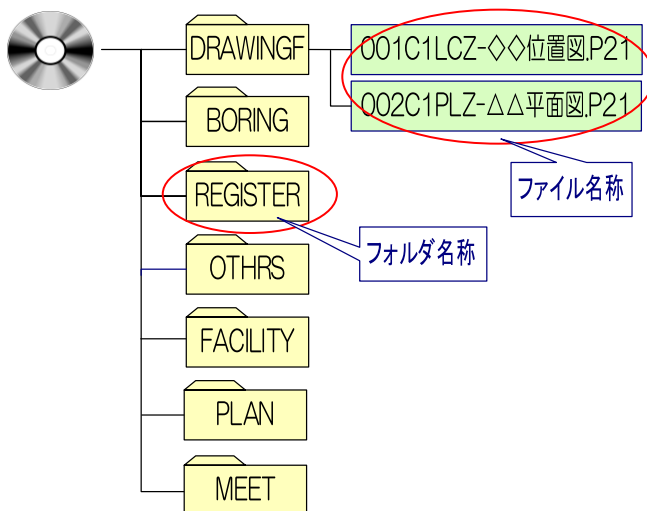 DRAWINGF
001C1LCZ-◇◇位置図.P21
002C1PLZ-△△平面図.P21
BORING
ファイル名称
REGISTER
フォルダ名称
OTHRS
FACILITY
PLAN
MEET